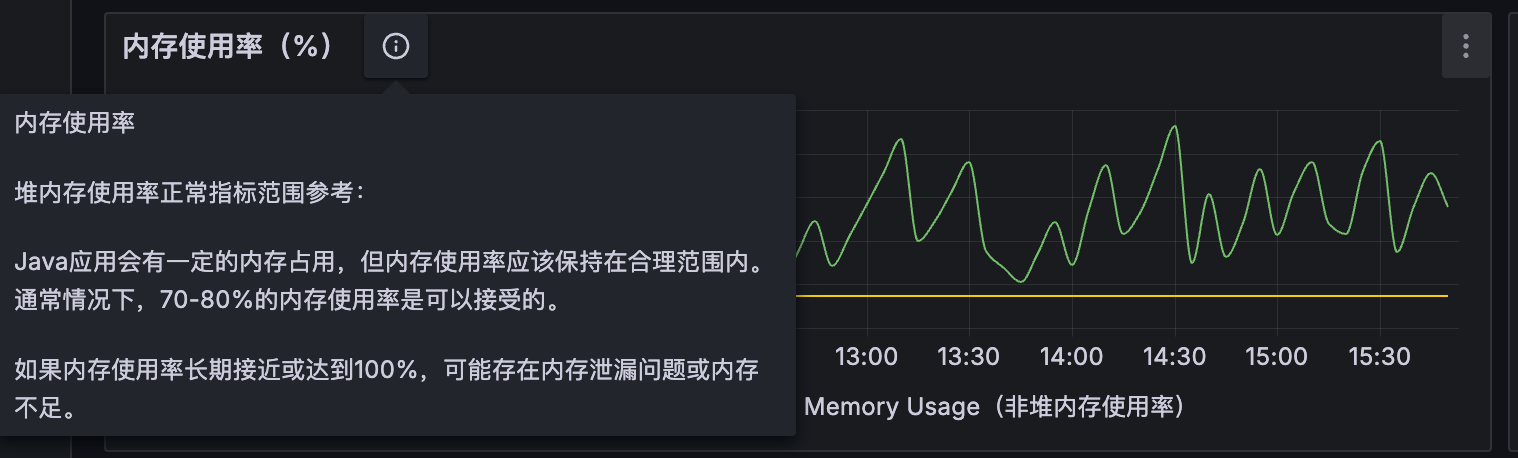 内存使用率（%）
内存使用率
堆内存使用率正常指标范围参考：
Java应用会有一定的内存占用，但内存使用率应该保持在合理范围内。
通常情况下，70-80%的内存使用率是可以接受的。
如果内存使用率长期接近或达到100%，可能存在内存泄漏问题或内存
不足。
13:00 13:30 14:00 14:30 15:00 15:30
Memory Usage（非堆内存使用率）